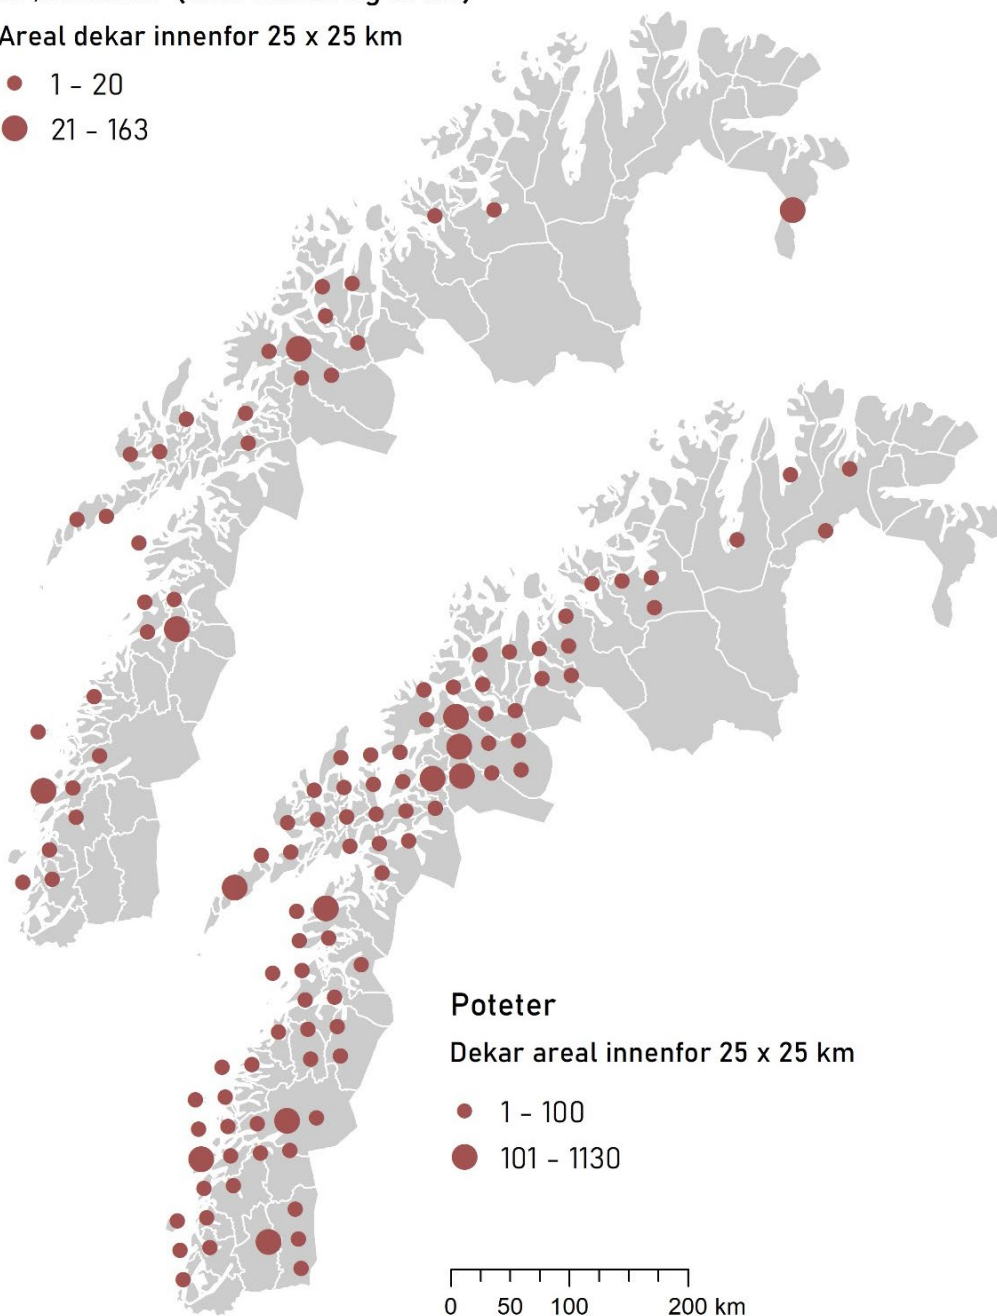 Areal dekar innenfor 25 x 25 km
1 - 20
21 - 163
Poteter
Dekar areal innenfor 25 x 25 km
1 - 100
101 - 1130
0 50 100 200 km